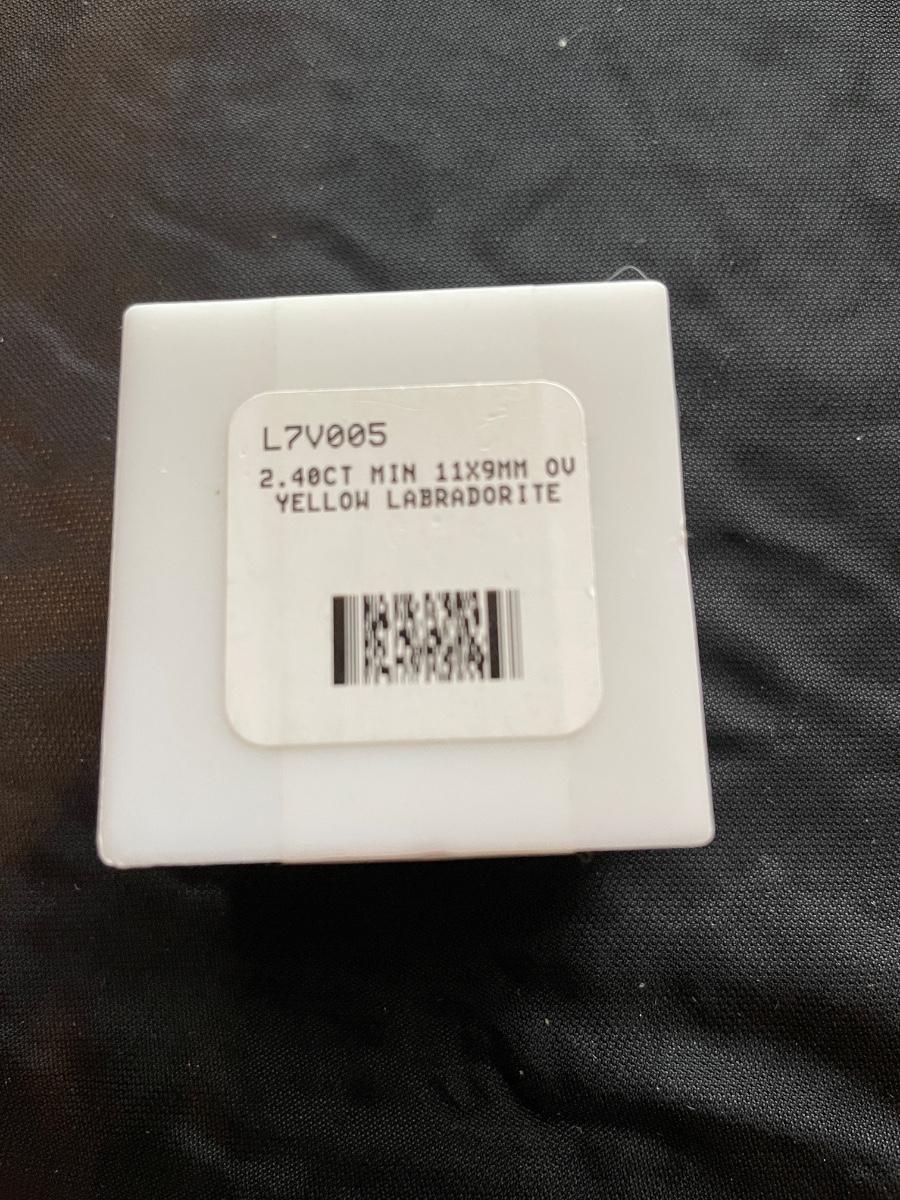 L7V005
2.40CT MIN 11X9MM OV
YELLOW LABRADORITE